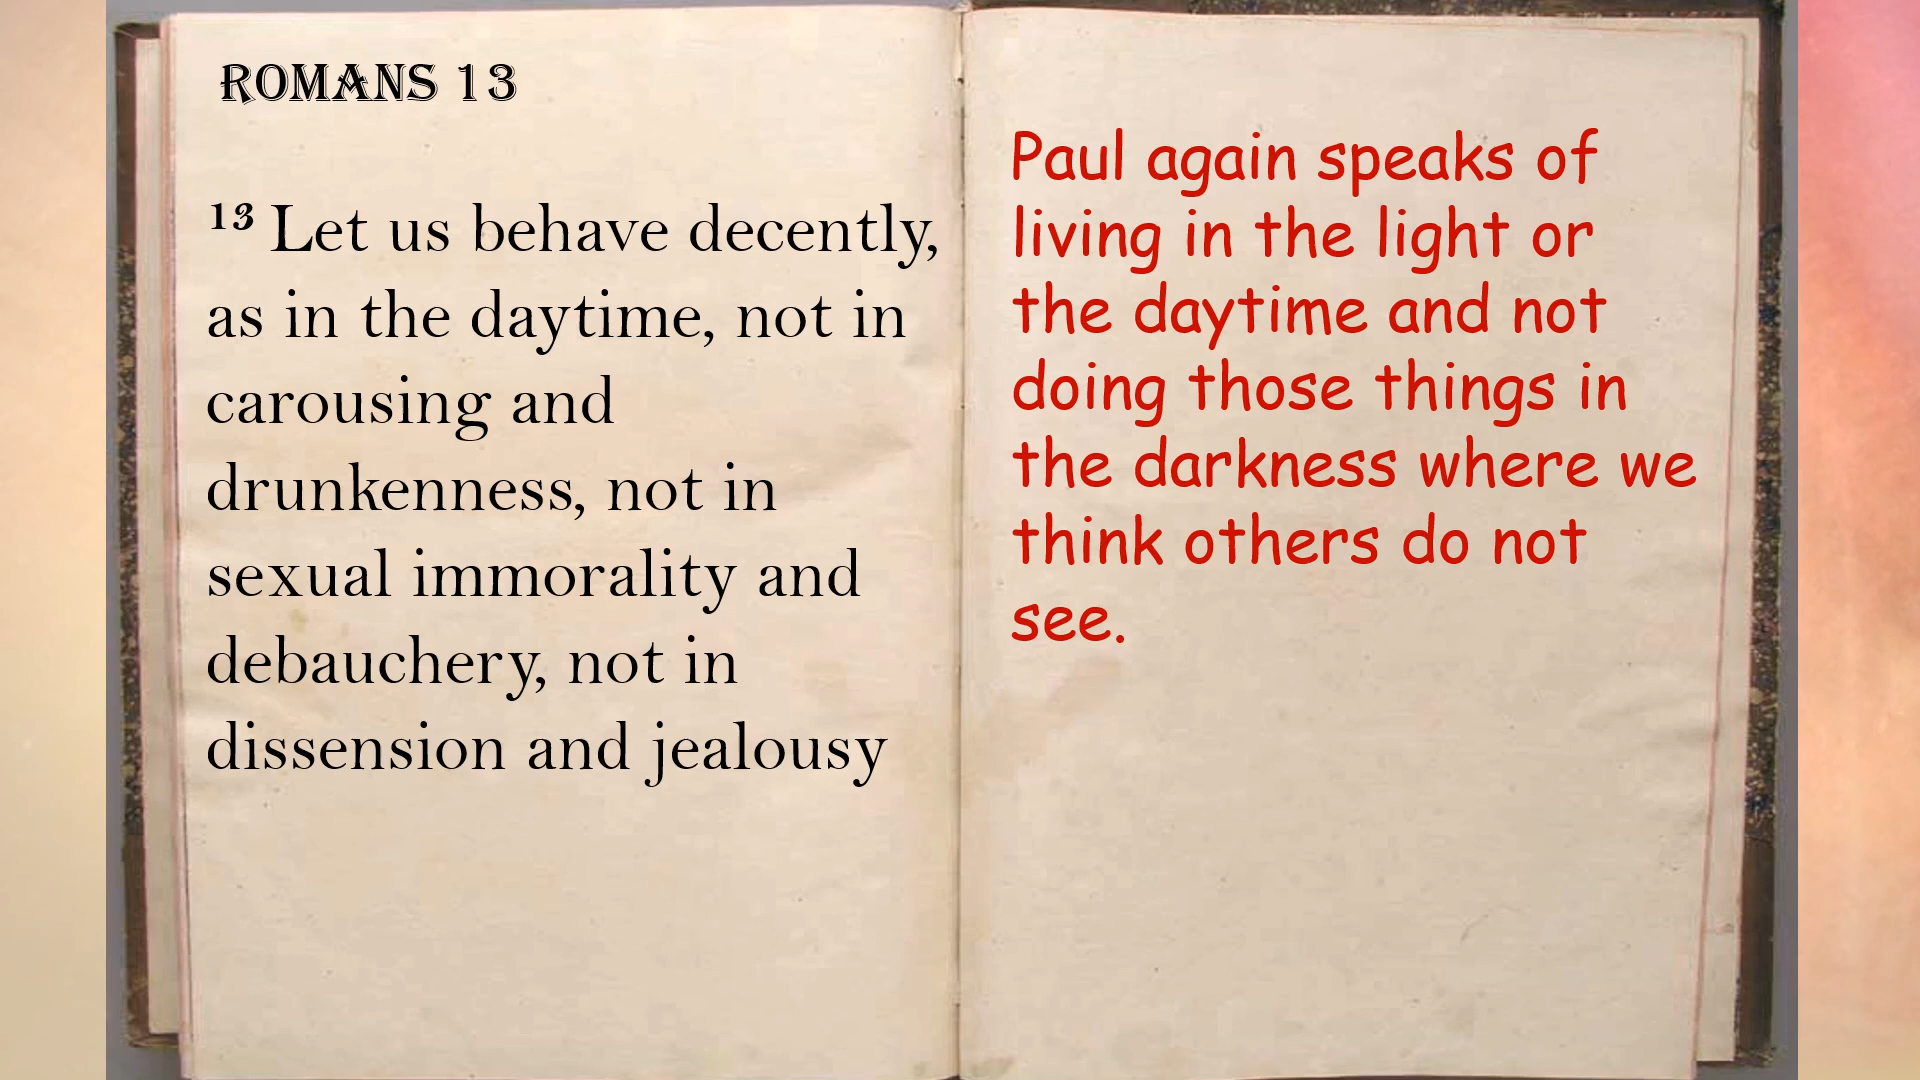 ROMANS 13
13 Let us behave decently,
as in the daytime, not in
carousing and
drunkenness, not in
sexual immorality and
debauchery, not in
dissension and jealousy
Paul again speaks of
living in the light or
the daytime and not
doing those things in
the darkness where we
think others do not
see.